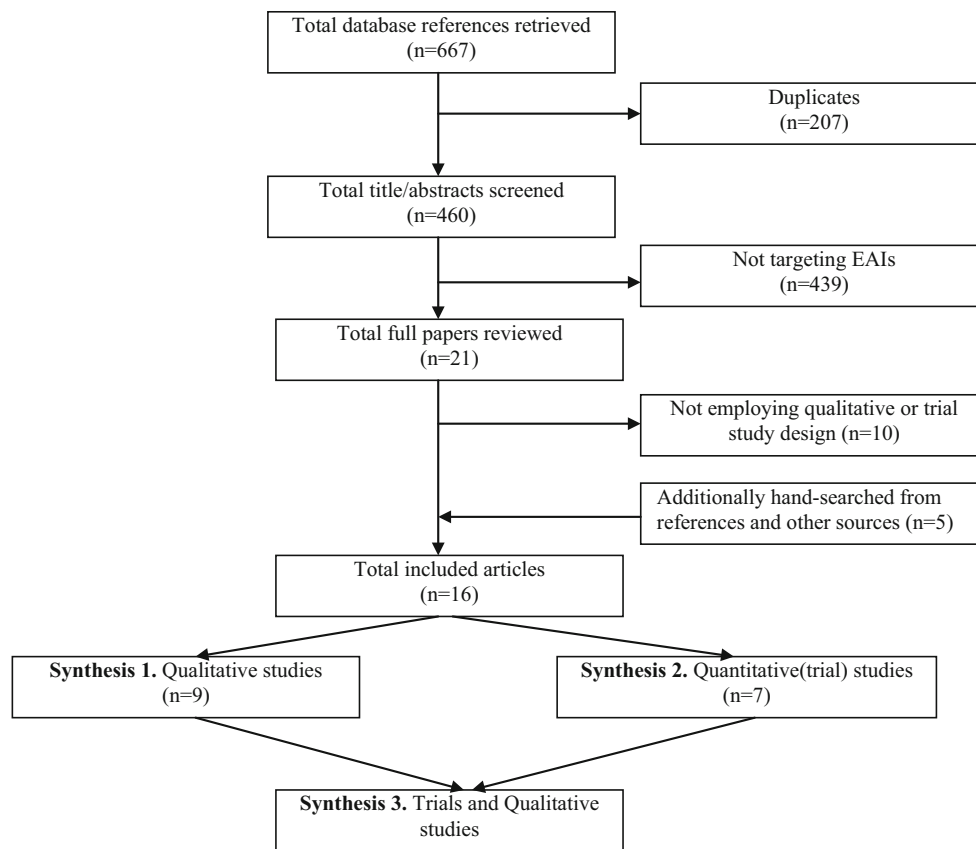 Total database references retrieved
(n=667)
Duplicates
(n=207)
Total title/abstracts screened
(n=460)
Not targeting EAIs
(n=439)
Total full papers reviewed
(n=21)
Not employing qualitative or trial
study design (n=10)
Additionally hand-searched from
references and other sources (n=5)
Total included articles
(n=16)
Synthesis 1. Qualitative studies
(n=9)
Synthesis 2. Quantitative(trial) studies
(n=7)
Synthesis 3. Trials and Qualitative
studies